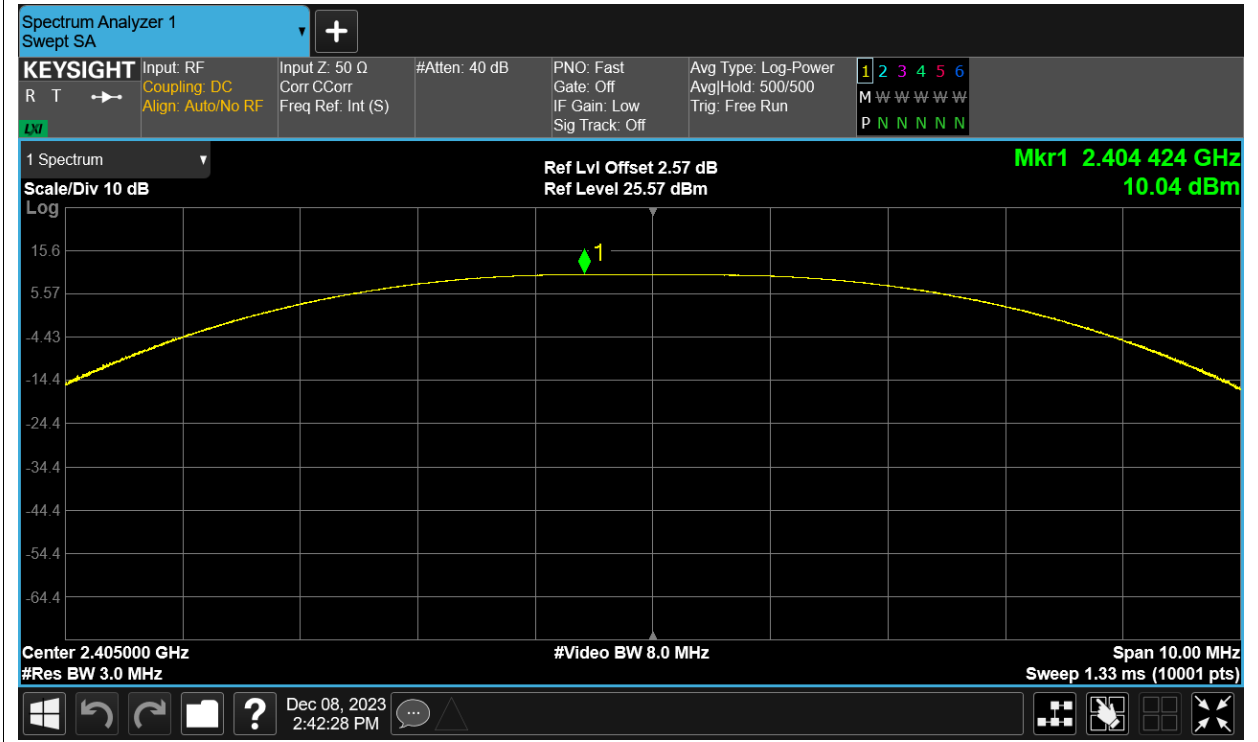 Spectrum Analyzer 1
Swept SA
KEYSIGHT
R T
LXI
Input: RF
Coupling: DC
Align: Auto/No RF
Input Z: 50 Ω
Corr CCorr
Freq Ref: Int (S)
#Atten: 40 dB
PNO: Fast
Gate: Off
IF Gain: Low
Sig Track: Off
Avg Type: Log-Power
Avg|Hold: 500/500
Trig: Free Run
1 2 3 4 5 6
M W W W W W
P N N N N N
1 Spectrum
Scale/Div 10 dB
Log
Ref Lvl Offset 2.57 dB
Ref Level 25.57 dBm
Mkr1 2.404 424 GHz
10.04 dBm
1
15.6
5.57
-4.43
-14.4
-24.4
-34.4
-44.4
-54.4
-64.4
Center 2.405000 GHz
#Video BW 8.0 MHz
Span 10.00 MHz
#Res BW 3.0 MHz
Sweep 1.33 ms (10001 pts)
?
Dec 08, 2023
2:42:28 PM